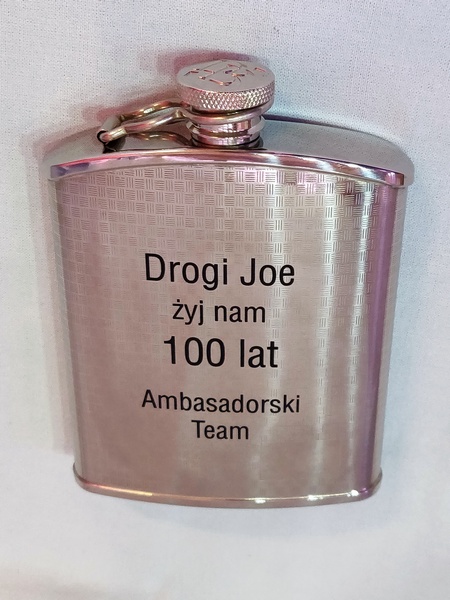 Drogi Joe
żyj nam
100 lat
Ambasadorski
Team